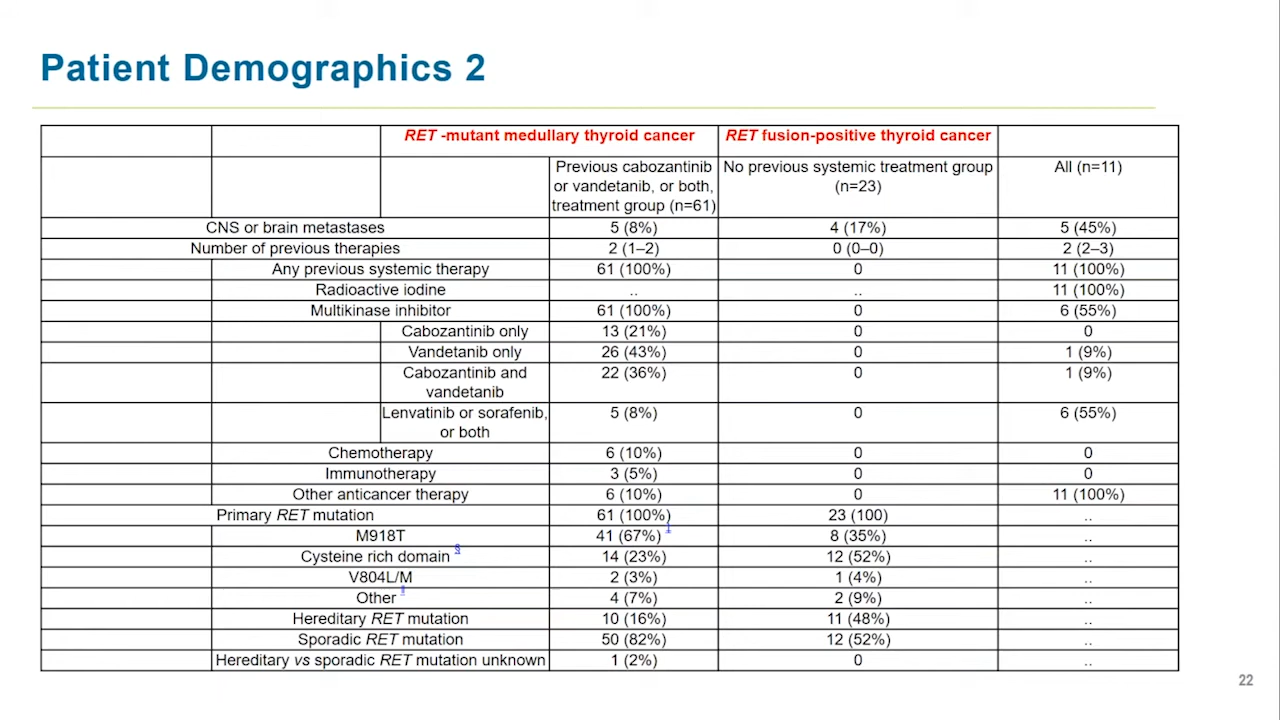 Patient Demographics 2
RET -mutant medullary thyroid cancer RET fusion-positive thyroid cancer
Previous cabozantinib No previous systemic treatment group All (n=11)
or vandetanib, or both, (n=23)
treatment group (n=61)
CNS or brain metastases 5 (8%) 4 (17%) 5 (45%)
Number of previous therapies 2 (1–2) 0 (0–0) 2 (2–3)
Any previous systemic therapy 61 (100%) 0 11 (100%)
Radioactive iodine .. .. 11 (100%)
Multikinase inhibitor 61 (100%) 0 6 (55%)
Cabozantinib only 13 (21%) 0 0
Vandetanib only 26 (43%) 0 1 (9%)
Cabozantinib and 22 (36%) 0 1 (9%)
vandetanib
Lenvatinib or sorafenib, 5 (8%) 0 6 (55%)
or both
Chemotherapy 6 (10%) 0 0
Immunotherapy 3 (5%) 0 0
Other anticancer therapy 6 (10%) 0 11 (100%)
Primary RET mutation 61 (100%) 23 (100) ..
M918T 41 (67%) 8 (35%) ..
Cysteine rich domain § 14 (23%) 12 (52%) ..
V804L/M 2 (3%) 1 (4%) ..
Other 4 (7%) 2 (9%) ..
Hereditary RET mutation 10 (16%) 11 (48%) ..
Sporadic RET mutation 50 (82%) 12 (52%) ..
Hereditary vs sporadic RET mutation unknown 1 (2%) 0 ..
22